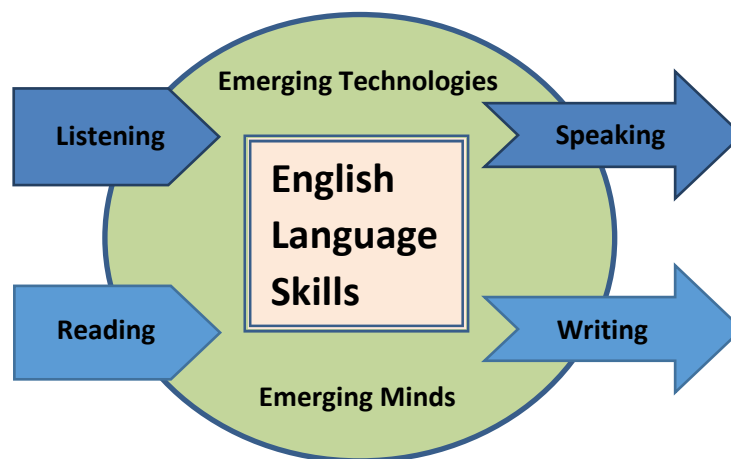 Emerging Technologies
Listening
Speaking
English
Language
Skills
Reading
Writing
Emerging Minds